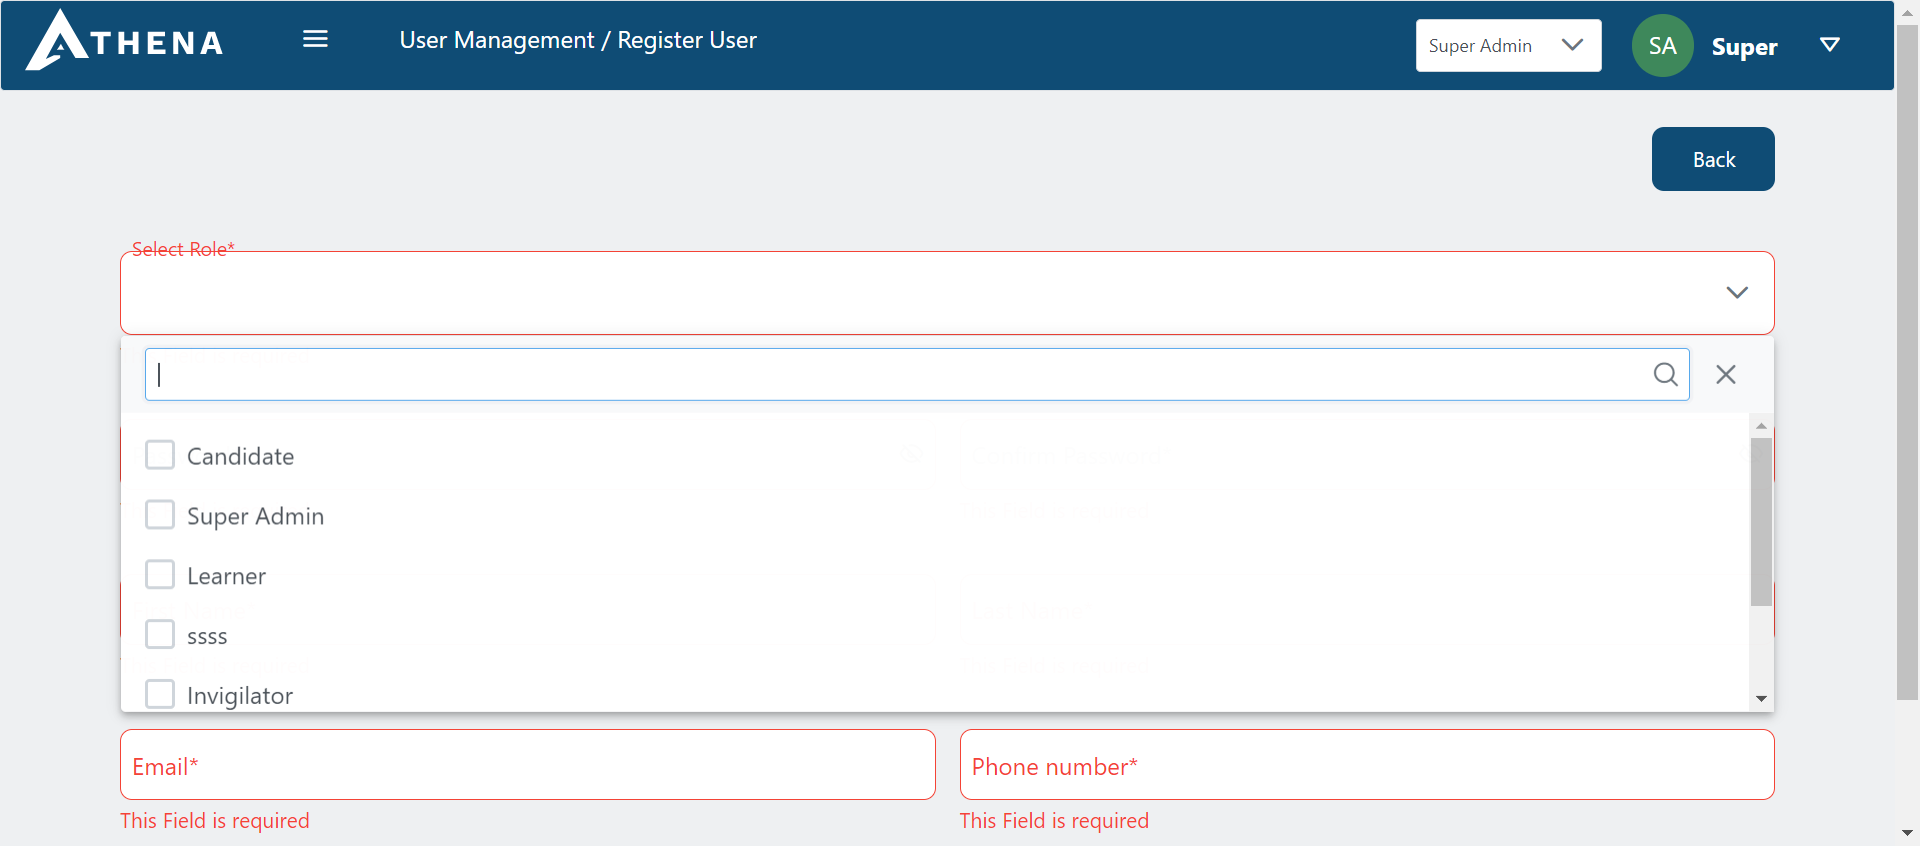 ATHENA
User Management / Register User
Super Admin
SA
Super
Back
Select Role*
Candidate
Super Admin
Learner
ssss
Invigilator
Email*
Phone number*
This Field is required
This Field is required